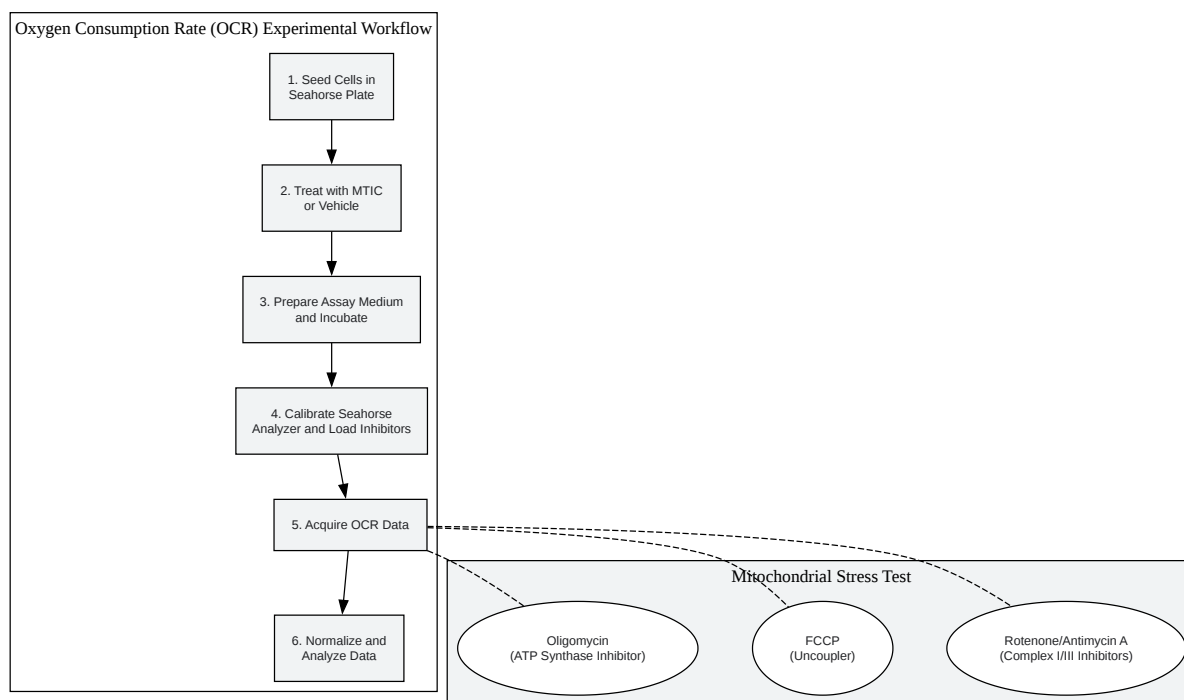 Oxygen Consumption Rate (OCR) Experimental Workflow
1. Seed Cells in
Seahorse Plate
2. Treat with MTIC
or Vehicle
3. Prepare Assay Medium
and Incubate
4. Calibrate Seahorse
Analyzer and Load Inhibitors
5. Acquire OCR Data
6. Normalize and
Analyze Data
Mitochondrial Stress Test
Oligomycin
(ATP Synthase Inhibitor)
FCCP
(Uncoupler)
Rotenone/Antimycin A
(Complex I/III Inhibitors)